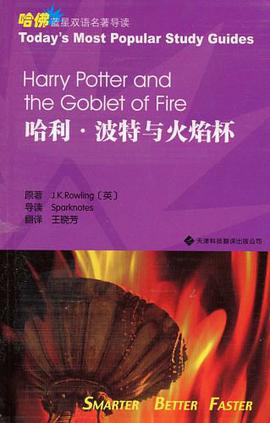 哈佛蓝星双语名著导读
Today's Most Popular Study Guides
Harry Potter and
the Goblet of Fire
哈利·波特与火焰杯
原著 J.K.Rowling〔英〕
导读 Sparknotes
翻译 王晓芳
天津科技翻译出版公司
SMARTER BETTER FASTER